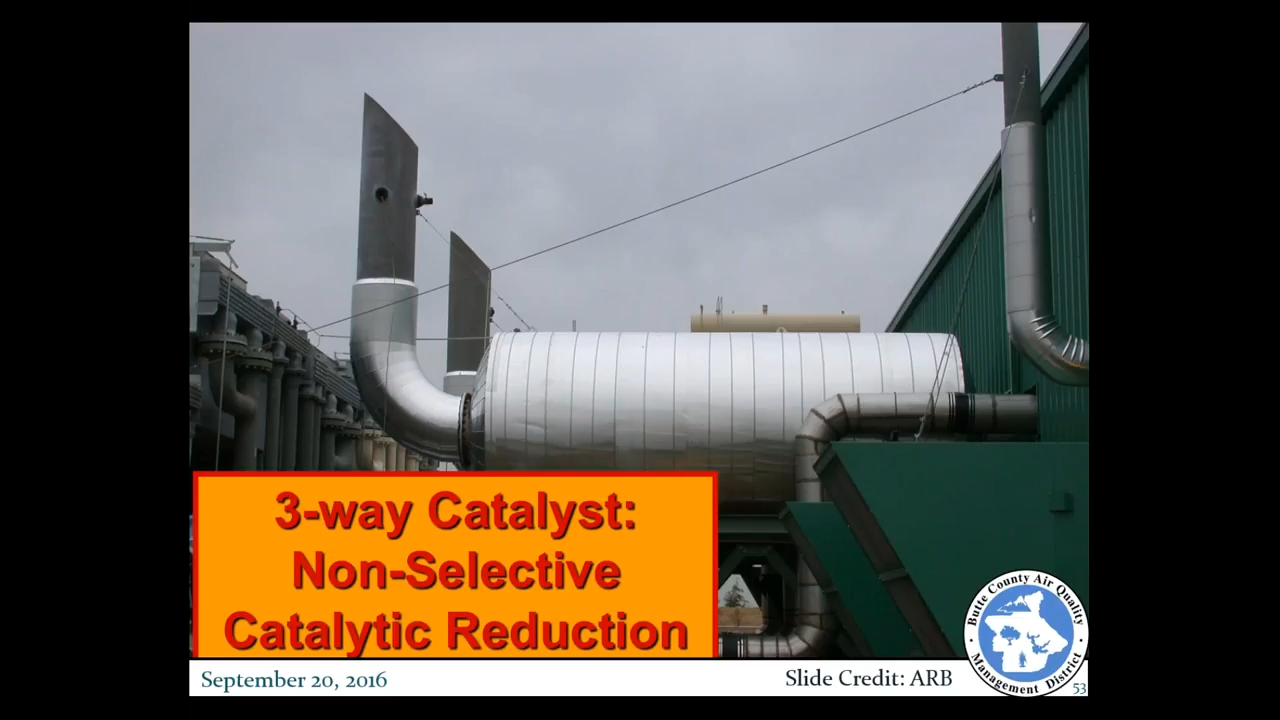 3-way Catalyst:
Non-Selective
Catalytic Reduction
September 20, 2016
Slide Credit: ARB
Butte County Air Quality
Management District
53